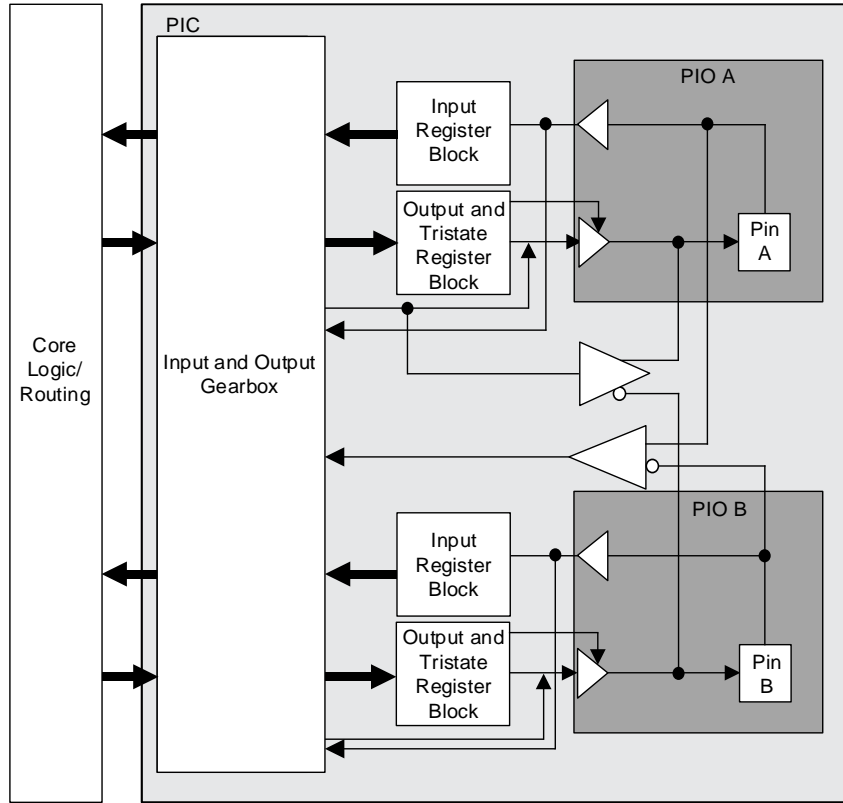 PIC
Core
Logic/
Routing
Input and Output
Gearbox
Input
Register
Block
Output and
Tristate
Register
Block
PIO A
Pin
A
Input
Register
Block
Output and
Tristate
Register
Block
PIO B
Pin
B